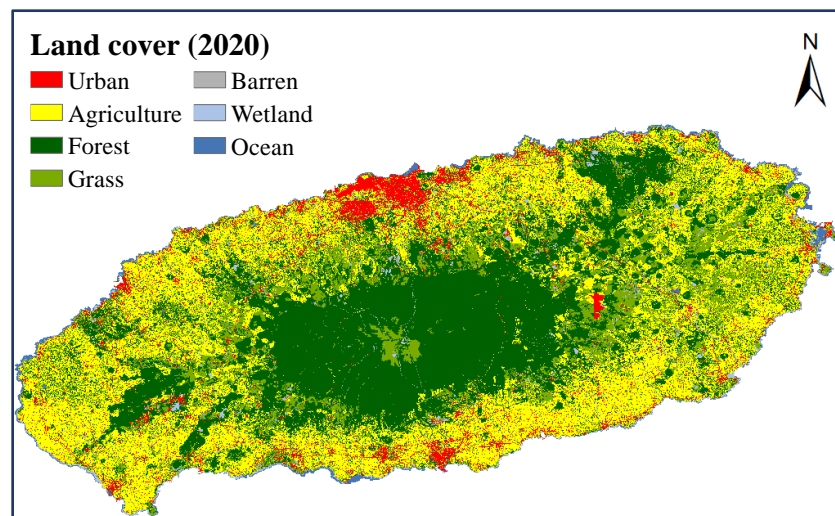 Land cover (2020)
N
Urban
Barren
Agriculture
Wetland
Forest
Ocean
Grass